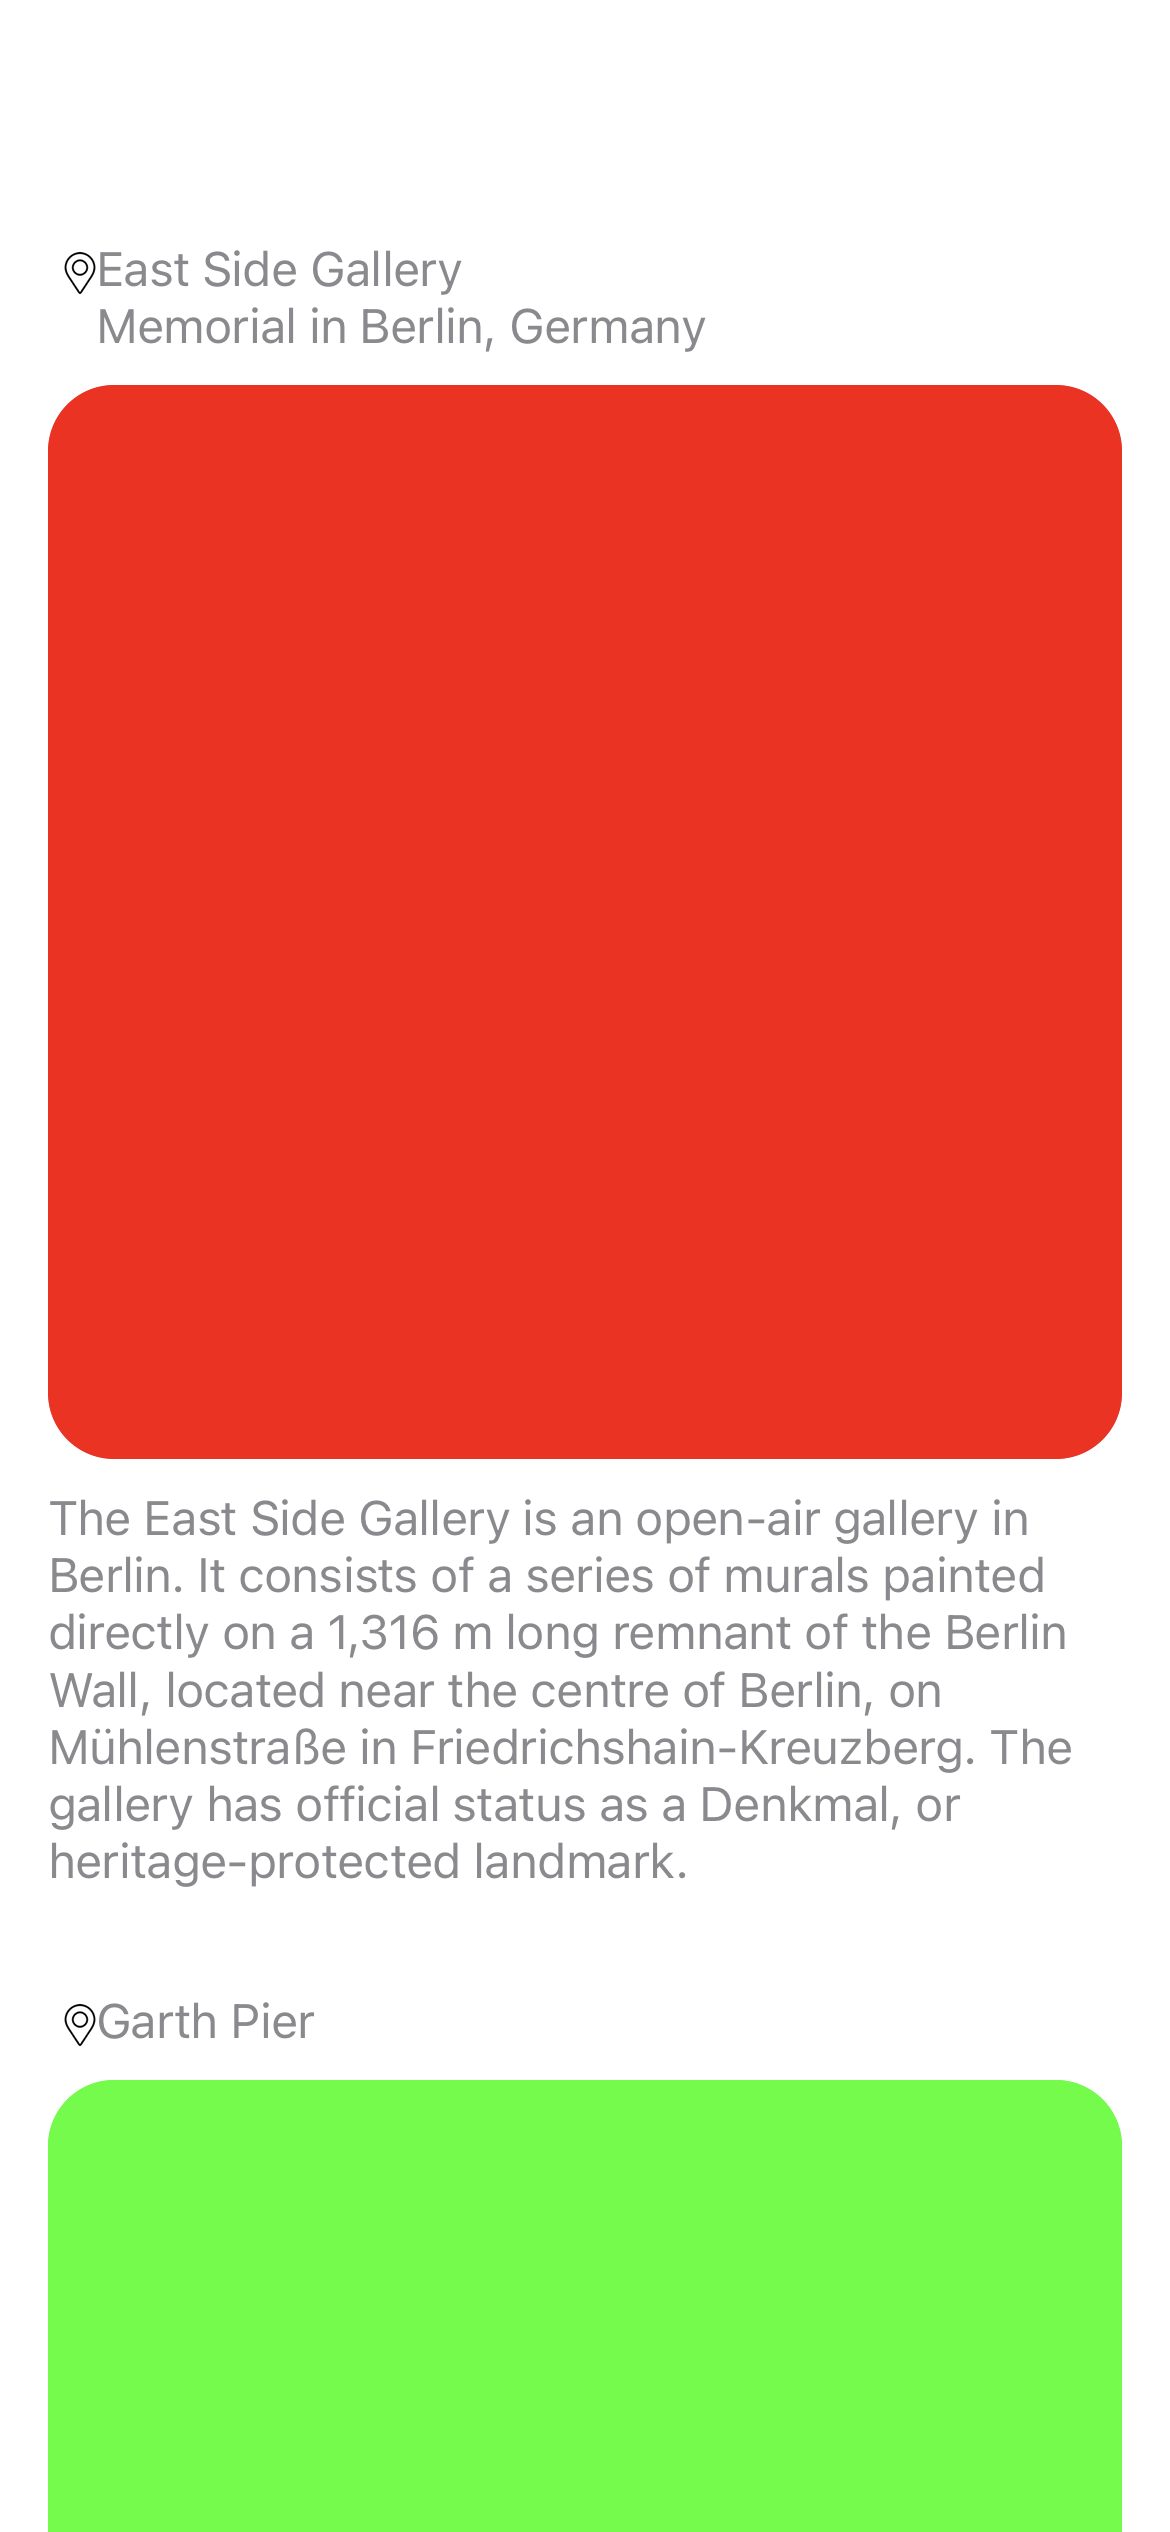 East Side Gallery
Memorial in Berlin, Germany
The East Side Gallery is an open-air gallery in
Berlin. It consists of a series of murals painted
directly on a 1,316 m long remnant of the Berlin
Wall, located near the centre of Berlin, on
Mühlenstraße in Friedrichshain-Kreuzberg. The
gallery has official status as a Denkmal, or
heritage-protected landmark.
Garth Pier